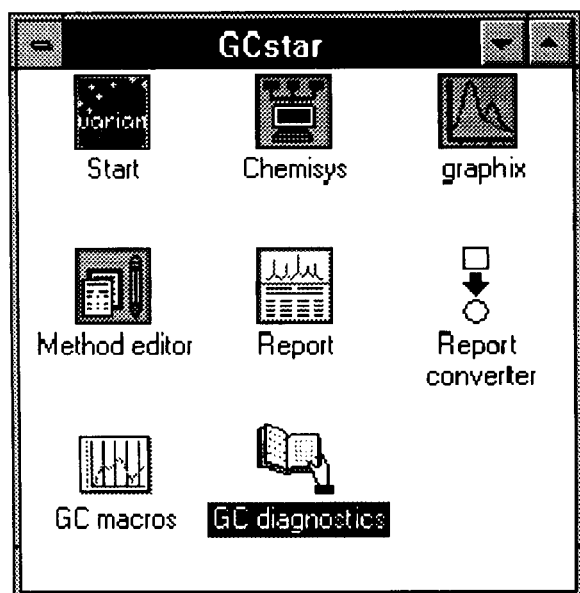 GCstar
varian
Start
Chemisys
graphix
Method editor
Report
Report
converter
GC macros
GC diagnostics